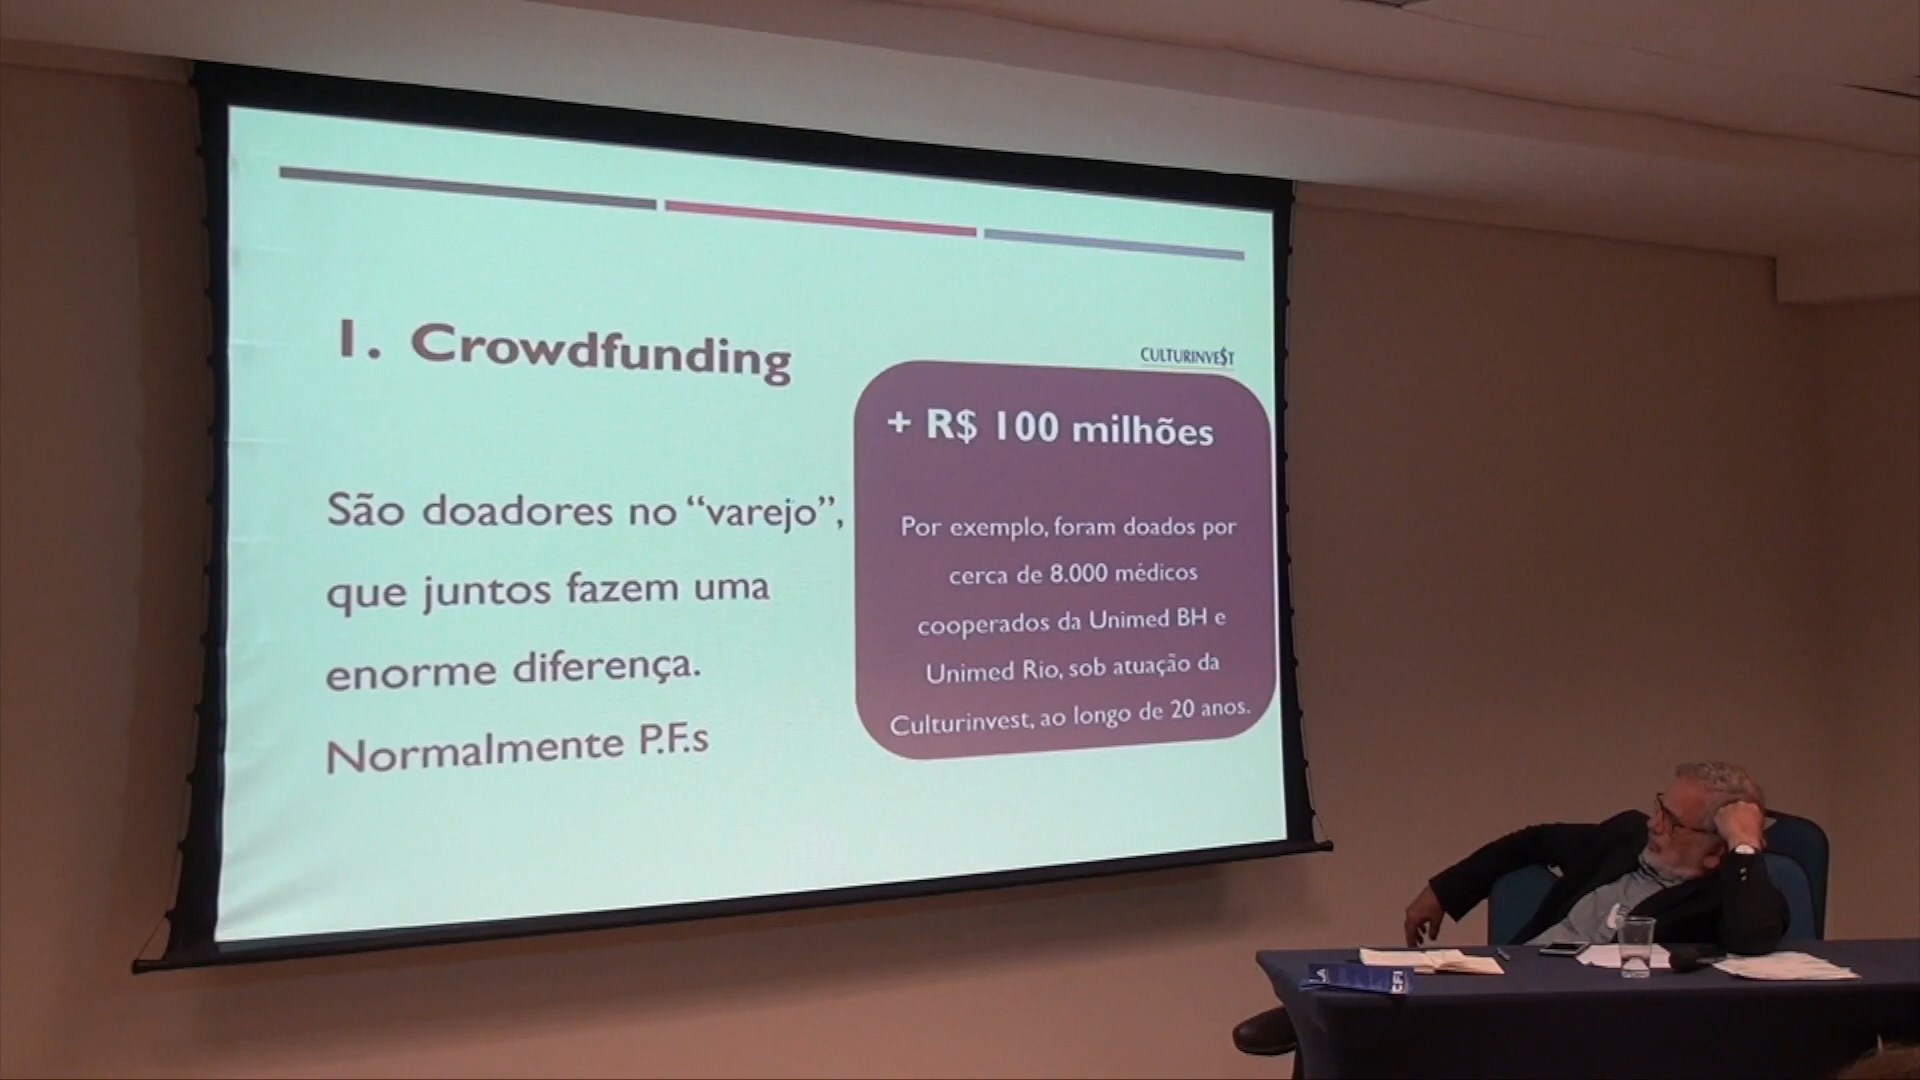 1. Crowdfunding
CULTURINVE$T
São doadores no “varejo”,
que juntos fazem uma
enorme diferença.
Normalmente P.F.s
+ R$ 100 milhões
Por exemplo, foram doados por
cerca de 8.000 médicos
cooperados da Unimed BH e
Unimed Rio, sob atuação da
Culturinvest, ao longo de 20 anos.